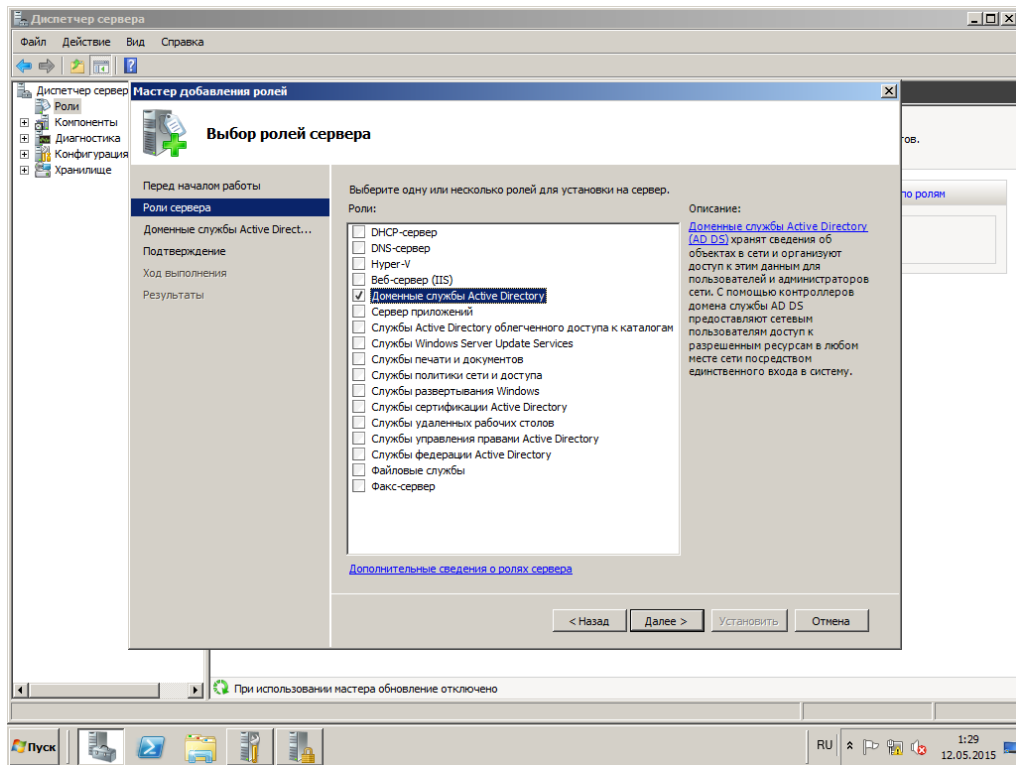 Диспетчер сервера
Файл Действие Вид Справка
Диспетчер сервер
Роли
Компоненты
Диагностика
Конфигурация
Хранилище
Мастер добавления ролей
Выбор ролей сервера
Перед началом работы
Роли сервера
Доменные службы Active Direct...
Подтверждение
Ход выполнения
Результаты
Выберите одну или несколько ролей для установки на сервер.
Роли:
DHCP-сервер
DNS-сервер
Hyper-V
Веб-сервер (IIS)
Доменные службы Active Directory
Сервер приложений
Службы Active Directory облегченного доступа к каталогам
Службы Windows Server Update Services
Службы печати и документов
Службы политики сети и доступа
Службы развертывания Windows
Службы сертификации Active Directory
Службы удаленных рабочих столов
Службы управления правами Active Directory
Службы федерации Active Directory
Файловые службы
Факс-сервер
Дополнительные сведения о ролях сервера
Описание:
Доменные службы Active Directory
(AD DS) хранят сведения об
объектах в сети и организуют
доступ к этим данным для
пользователей и администраторов
сети. С помощью контроллеров
домена службы AD DS
предоставляют сетевым
пользователям доступ к
разрешенным ресурсам в любом
месте сети посредством
единственного входа в систему.
< Назад Далее > Установить Отмена
тов.
по ролям
При использовании мастера обновление отключено
Пуск
RU
1:29
12.05.2015